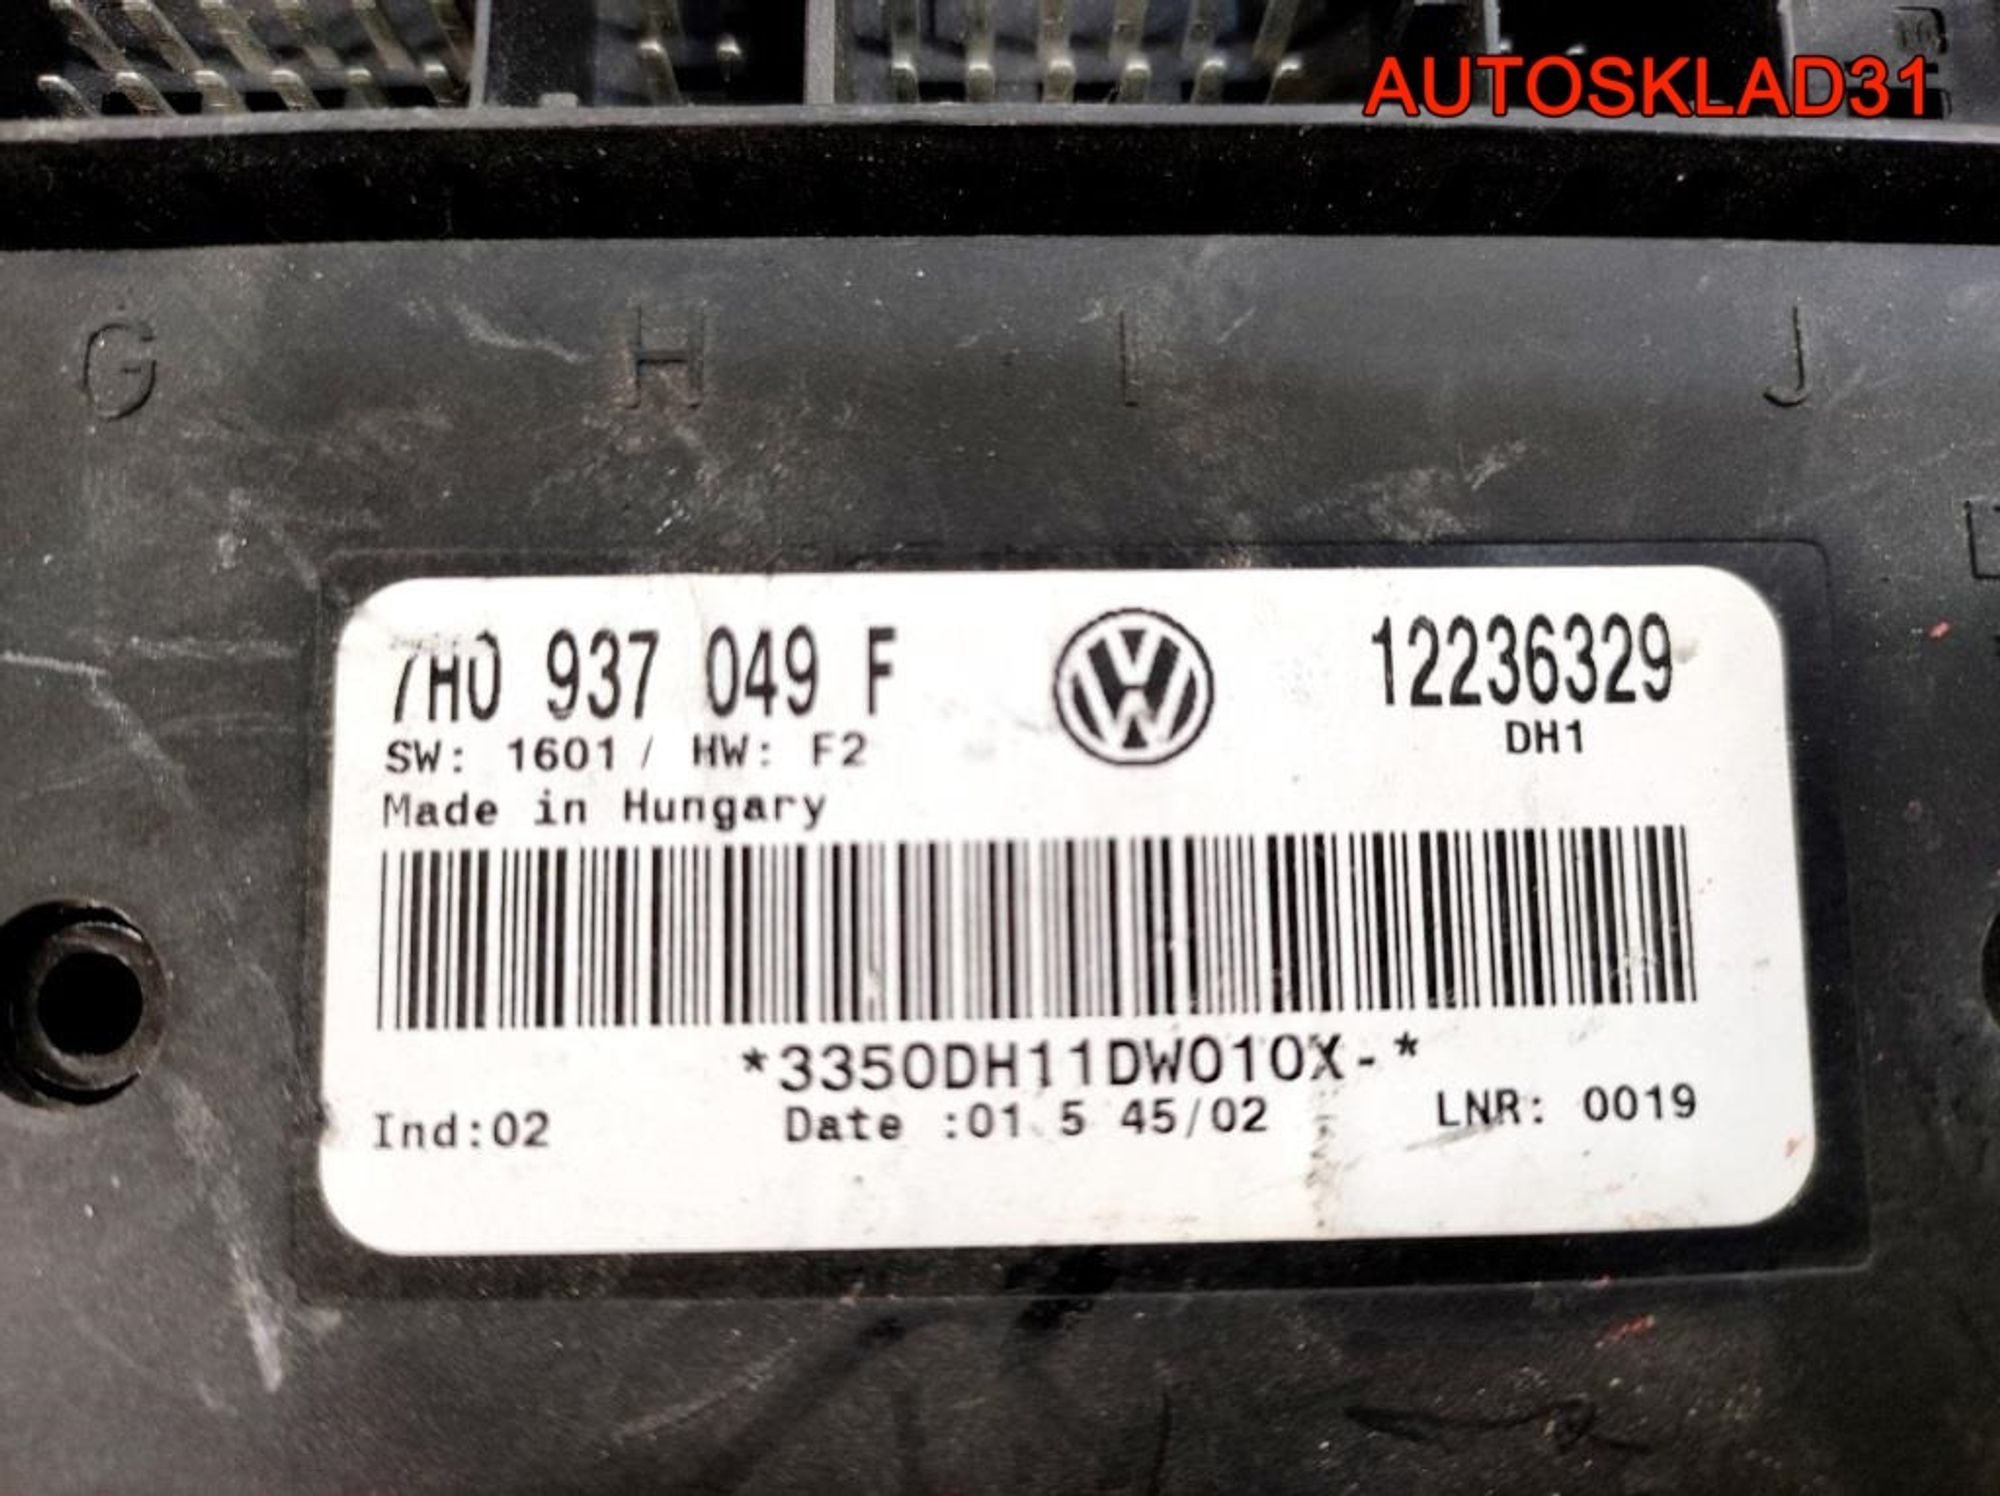 AUTOSKLAD31
G H I J
7H0 937 049 F
12236329
DH1
SW: 1601 / HW: F2
Made in Hungary
*3350DH11DW010X-*
Ind:02
Date :01.5 45/02
LNR: 0019